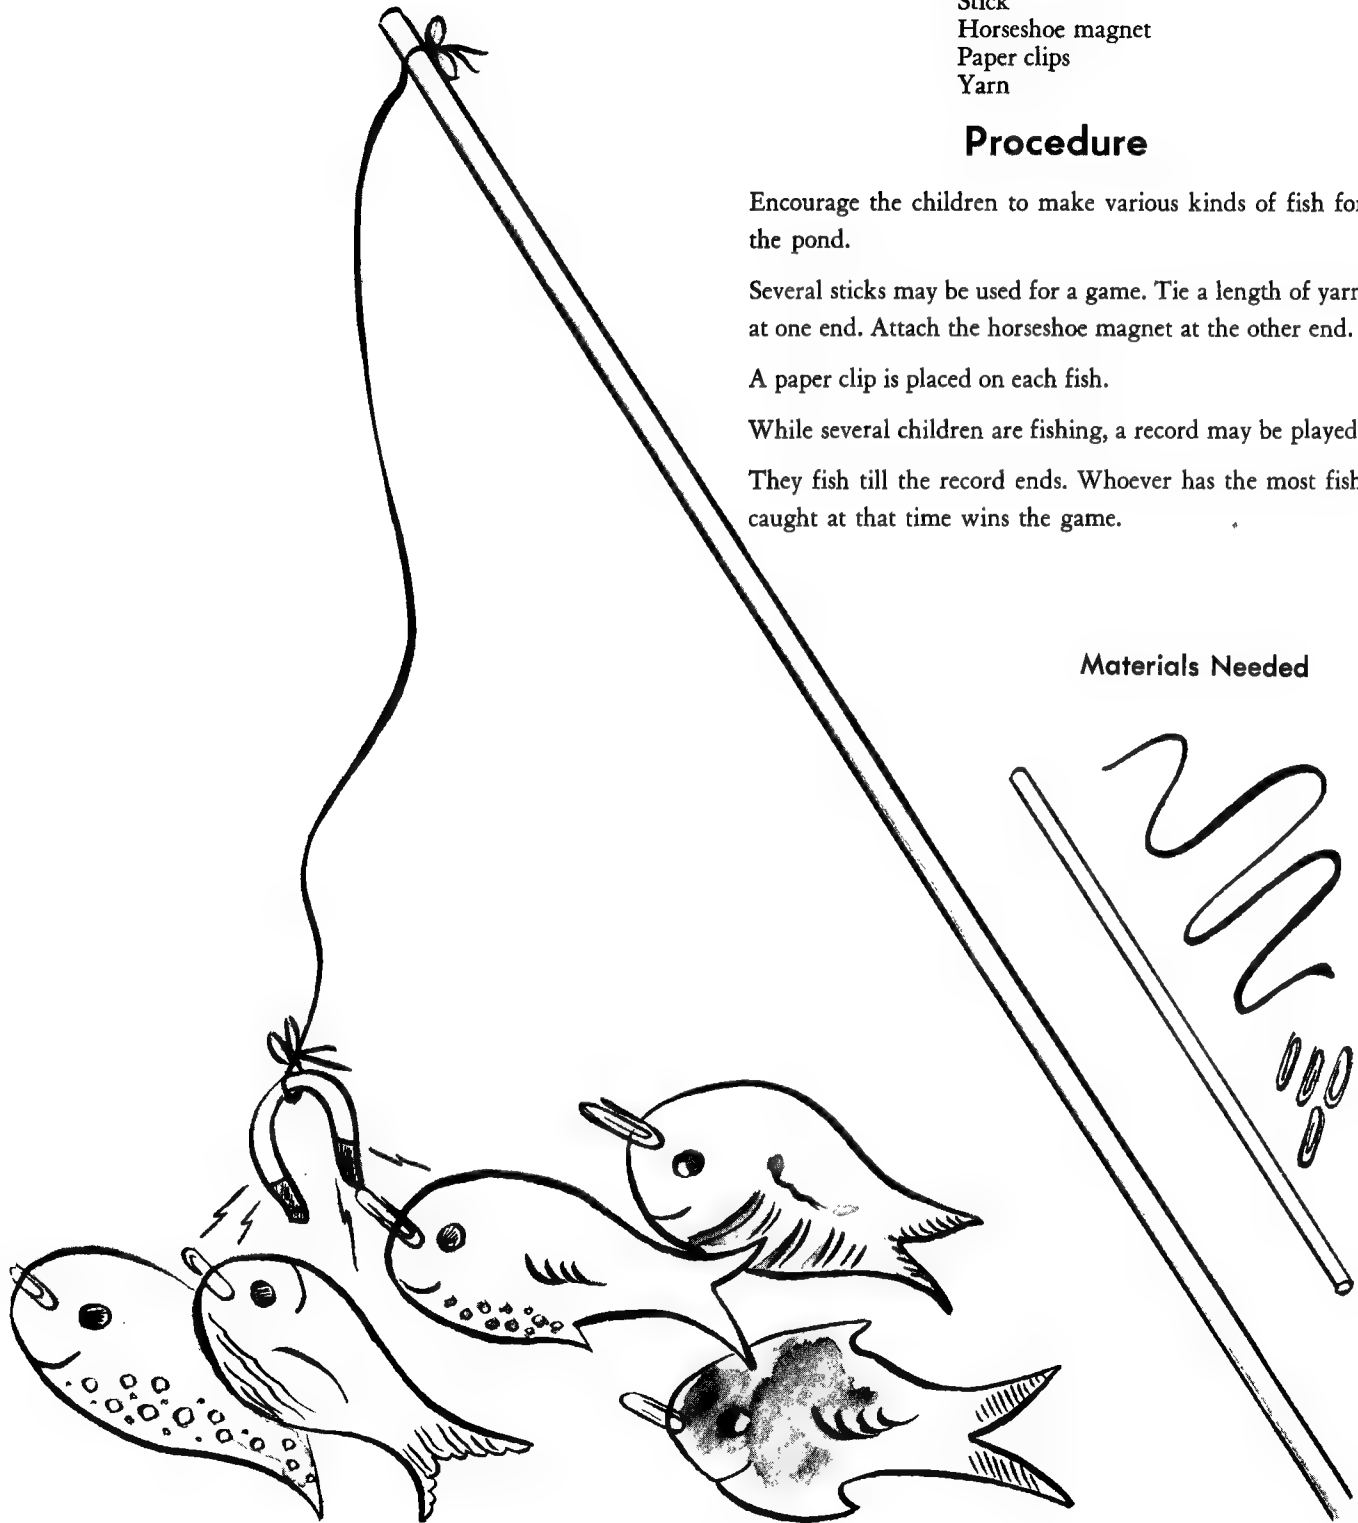 Stick
Horseshoe magnet
Paper clips
Yarn
Procedure
Encourage the children to make various kinds of fish for
the pond.
Several sticks may be used for a game. Tie a length of yarn
at one end. Attach the horseshoe magnet at the other end.
A paper clip is placed on each fish.
While several children are fishing, a record may be played
They fish till the record ends. Whoever has the most fish
caught at that time wins the game.
Materials Needed